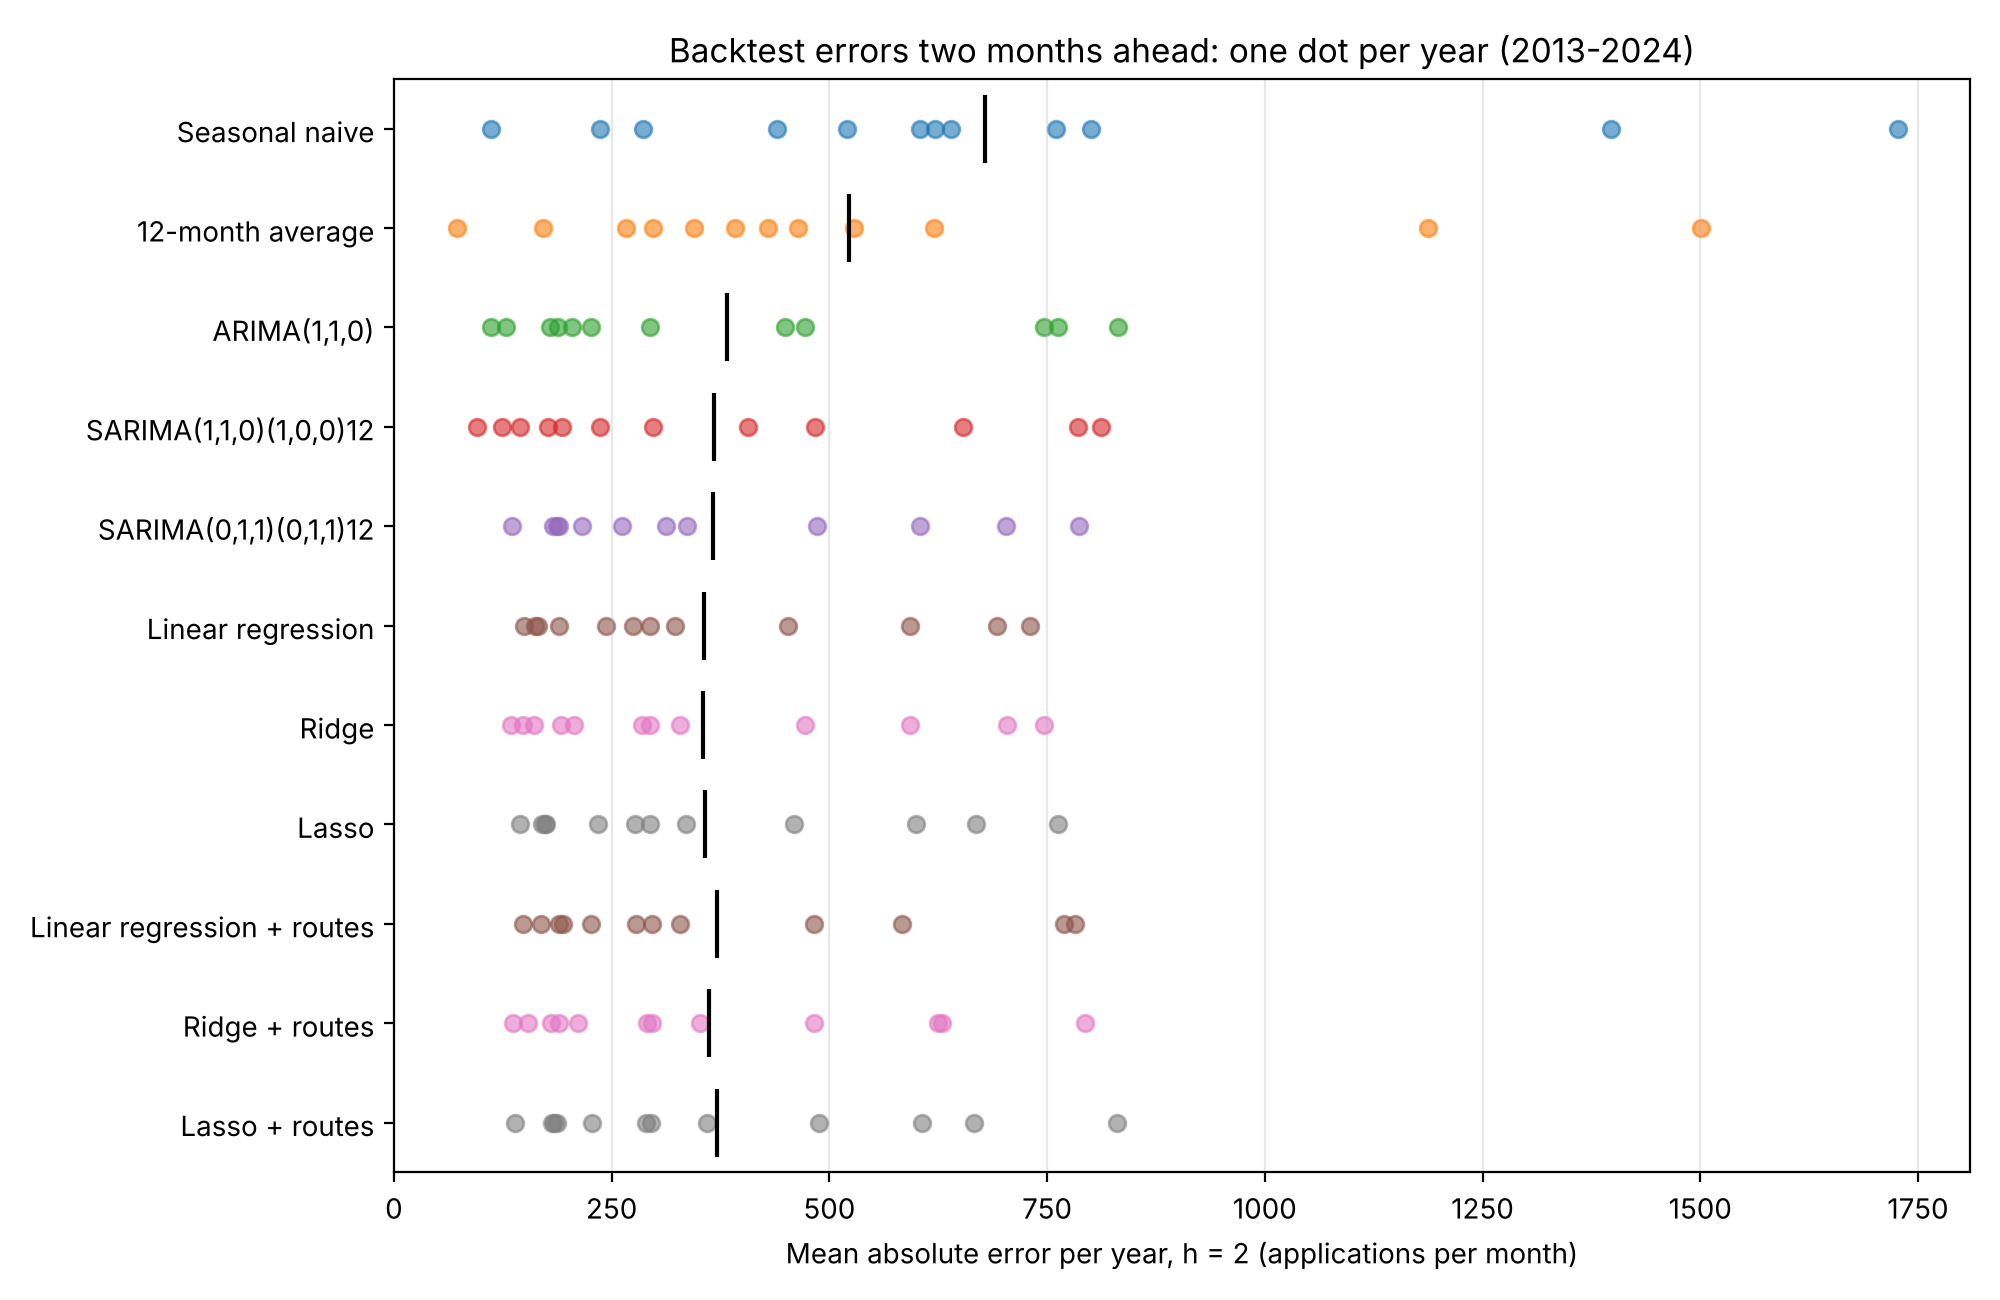 Backtest errors two months ahead: one dot per year (2013-2024)
Seasonal naive
12-month average
ARIMA(1,1,0)
SARIMA(1,1,0)(1,0,0)12
SARIMA(0,1,1)(0,1,1)12
Linear regression
Ridge
Lasso
Linear regression + routes
Ridge + routes
Lasso + routes
0 250 500 750 1000 1250 1500 1750
Mean absolute error per year, h = 2 (applications per month)